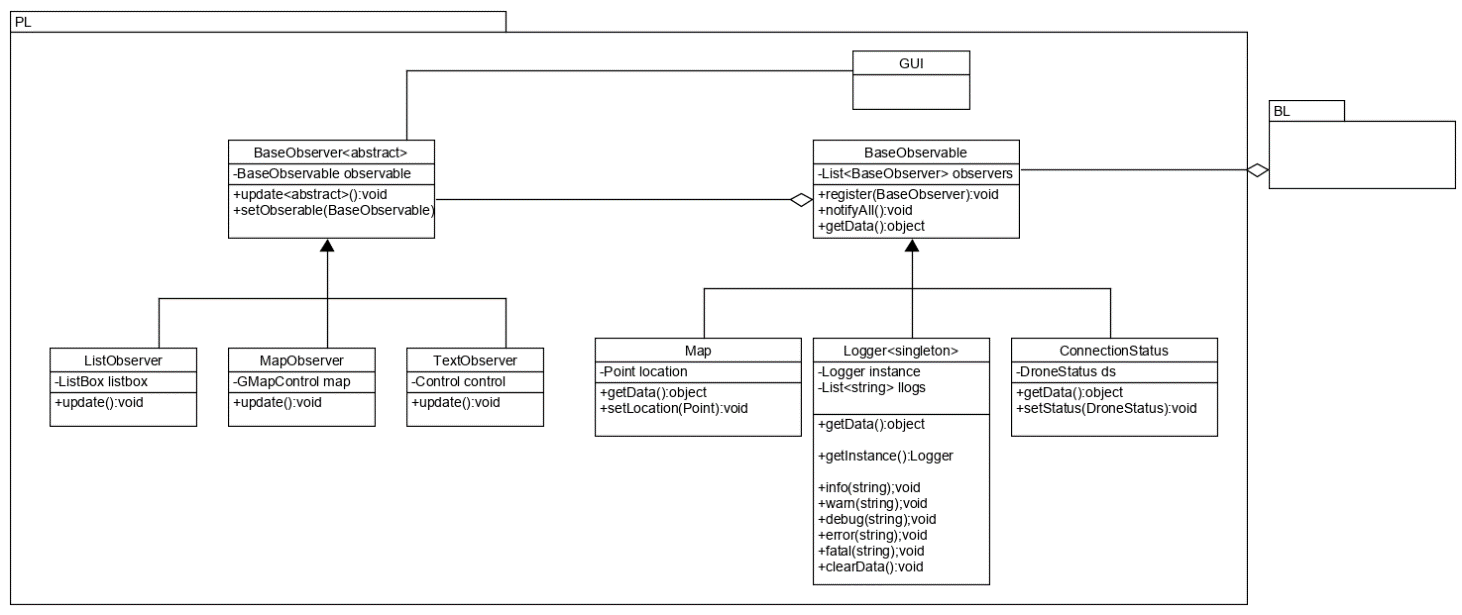 PL
GUI
BL
BaseObserver<abstract>
-BaseObservable observable
+update<abstract>():void
+setObserable(BaseObservable)
BaseObservable
-List<BaseObserver> observers
+register(BaseObserver):void
+notifyAll():void
+getData():object
ListObserver
-ListBox listbox
+update():void
MapObserver
-GMapControl map
+update():void
TextObserver
-Control control
+update():void
Map
-Point location
+getData():object
+setLocation(Point):void
Logger<singleton>
-Logger instance
-List<string> llogs
+getData():object
+getInstance():Logger
+info(string);void
+warn(string);void
+debug(string);void
+error(string);void
+fatal(string);void
+clearData():void
ConnectionStatus
-DroneStatus ds
+getData():object
+setStatus(DroneStatus):void